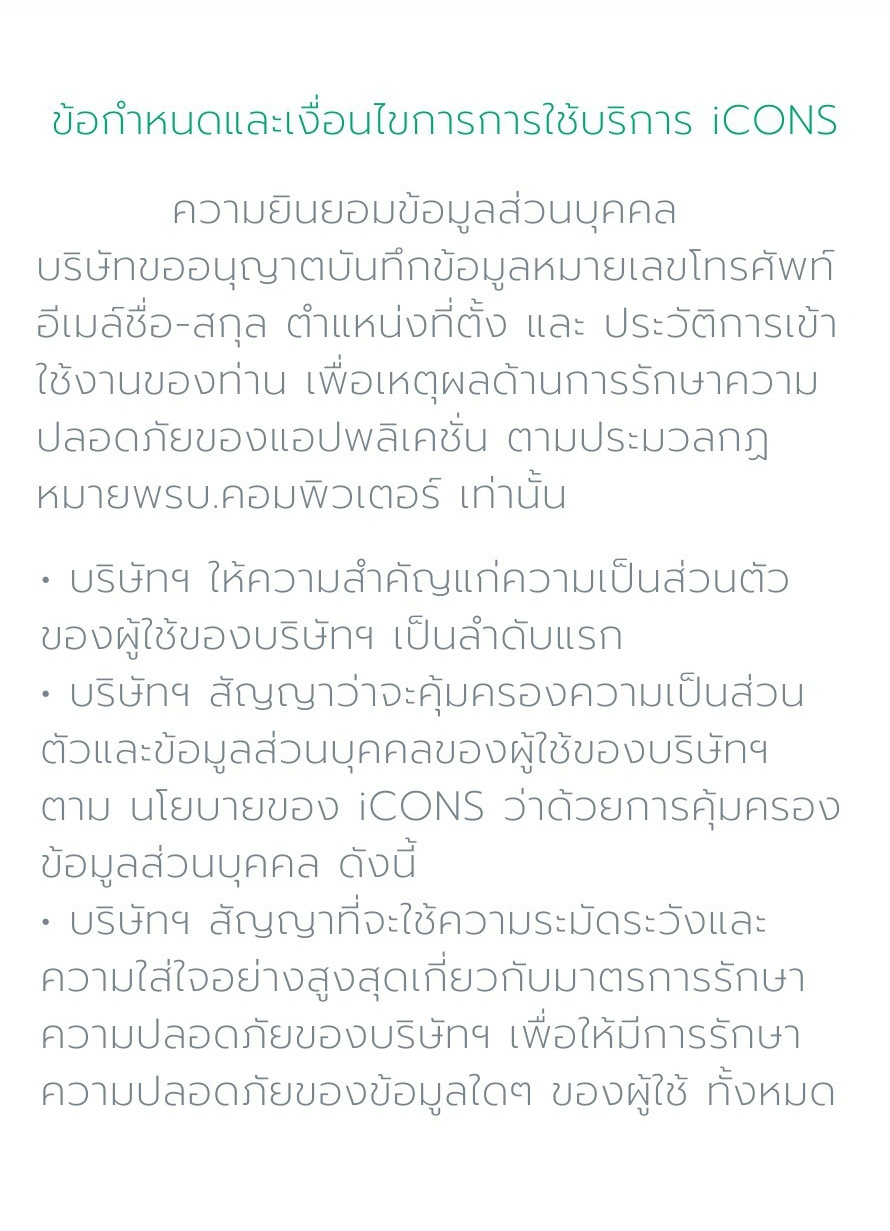 ข้อกำหนดและเงื่อนไขการการใช้บริการ iCONS
ความยินยอมข้อมูลส่วนบุคคล
บริษัทขออนุญาตบันทึกข้อมูลหมายเลขโทรศัพท์
อีเมล์ชื่อ-สกุล ตำแหน่งที่ตั้ง และ ประวัติการเข้า
ใช้งานของท่าน เพื่อเหตุผลด้านการรักษาความ
ปลอดภัยของแอปพลิเคชั่น ตามประมวลกฎ
หมายพรบ.คอมพิวเตอร์ เท่านั้น
• บริษัทฯ ให้ความสำคัญแก่ความเป็นส่วนตัว
ของผู้ใช้ของบริษัทฯ เป็นลำดับแรก
• บริษัทฯ สัญญาว่าจะคุ้มครองความเป็นส่วน
ตัวและข้อมูลส่วนบุคคลของผู้ใช้ของบริษัทฯ
ตาม นโยบายของ iCONS ว่าด้วยการคุ้มครอง
ข้อมูลส่วนบุคคล ดังนี้
• บริษัทฯ สัญญาที่จะใช้ความระมัดระวังและ
ความใส่ใจอย่างสูงสุดเกี่ยวกับมาตรการรักษา
ความปลอดภัยของบริษัทฯ เพื่อให้มีการรักษา
ความปลอดภัยของข้อมูลใดๆ ของผู้ใช้ ทั้งหมด